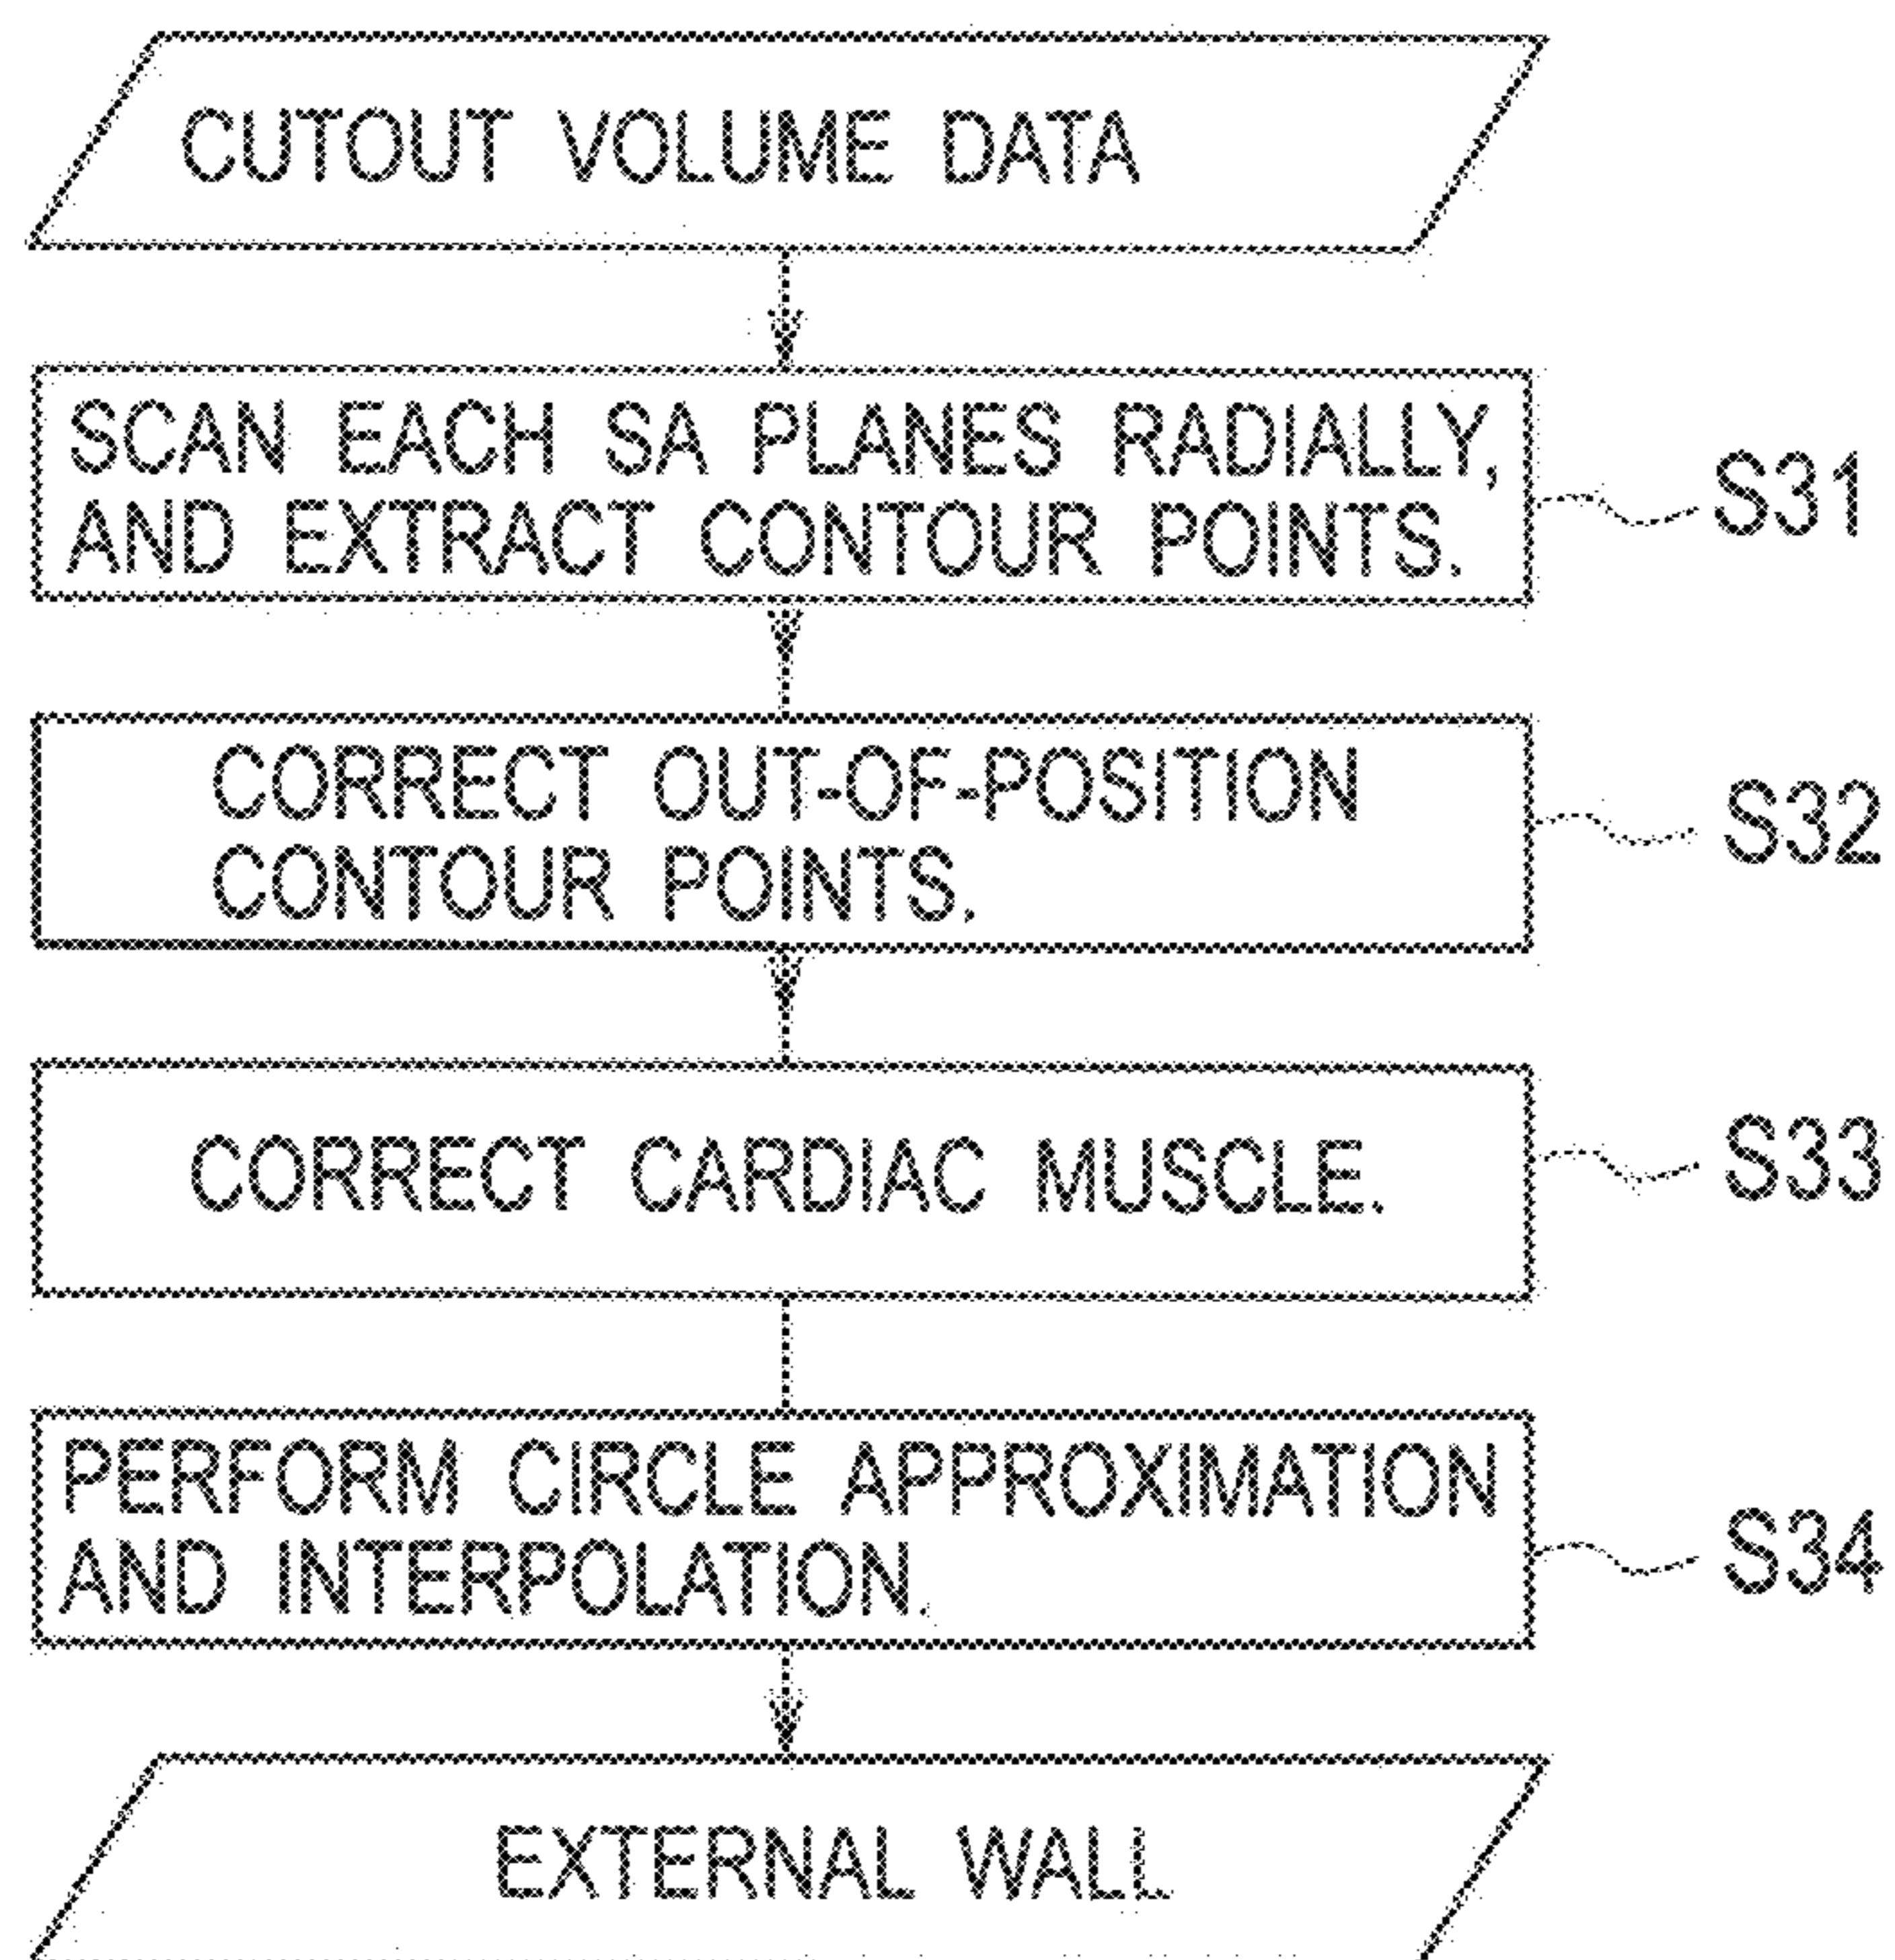 CUTOUT VOLUME DATA
SCAN EACH SA PLANES RADIALLY,
AND EXTRACT CONTOUR POINTS.
S31
CORRECT OUT-OF-POSITION
CONTOUR POINTS.
S32
CORRECT CARDIAC MUSCLE.
S33
PERFORM CIRCLE APPROXIMATION
AND INTERPOLATION.
S34
EXTERNAL WALL